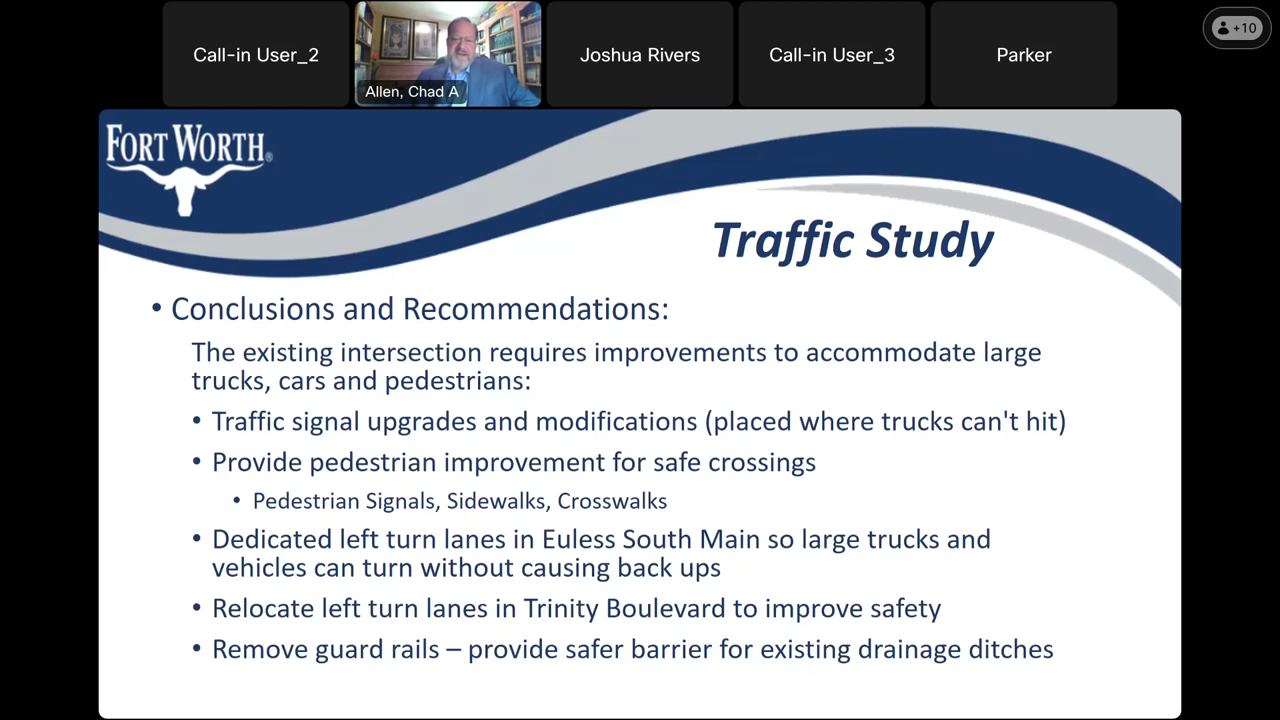 Call-in User_2
Allen, Chad A
Joshua Rivers
Call-in User_3
Parker
+10
FORT WORTH®
Traffic Study
• Conclusions and Recommendations:
The existing intersection requires improvements to accommodate large
trucks, cars and pedestrians:
• Traffic signal upgrades and modifications (placed where trucks can't hit)
• Provide pedestrian improvement for safe crossings
• Pedestrian Signals, Sidewalks, Crosswalks
• Dedicated left turn lanes in Euless South Main so large trucks and
vehicles can turn without causing back ups
• Relocate left turn lanes in Trinity Boulevard to improve safety
• Remove guard rails – provide safer barrier for existing drainage ditches